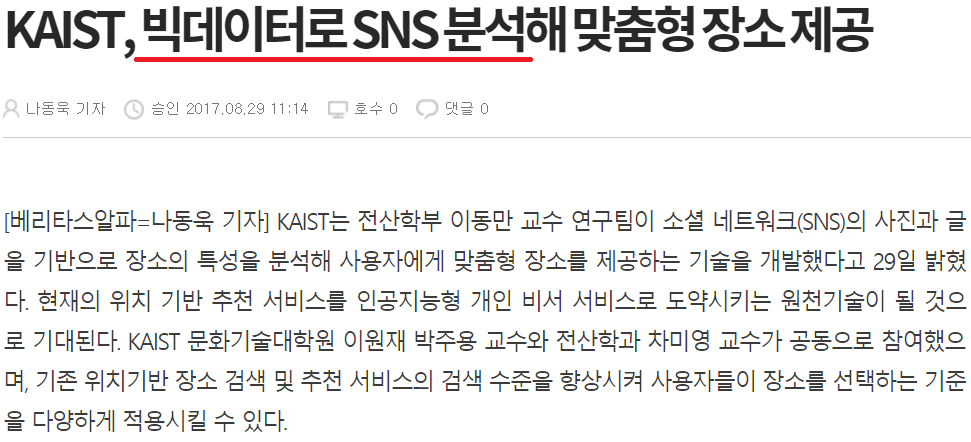 KAIST, 빅데이터로 SNS 분석해 맞춤형 장소 제공
나동욱 기자 승인 2017.08.29 11:14 호수 0 댓글 0
[베리타스알파=나동욱 기자] KAIST는 전산학부 이동만 교수 연구팀이 소셜 네트워크(SNS)의 사진과 글
을 기반으로 장소의 특성을 분석해 사용자에게 맞춤형 장소를 제공하는 기술을 개발했다고 29일 밝혔
다. 현재의 위치 기반 추천 서비스를 인공지능형 개인 비서 서비스로 도약시키는 원천기술이 될 것으
로 기대된다. KAIST 문화기술대학원 이원재 박주용 교수와 전산학과 차미영 교수가 공동으로 참여했으
며, 기존 위치기반 장소 검색 및 추천 서비스의 검색 수준을 향상시켜 사용자들이 장소를 선택하는 기준
을 다양하게 적용시킬 수 있다.